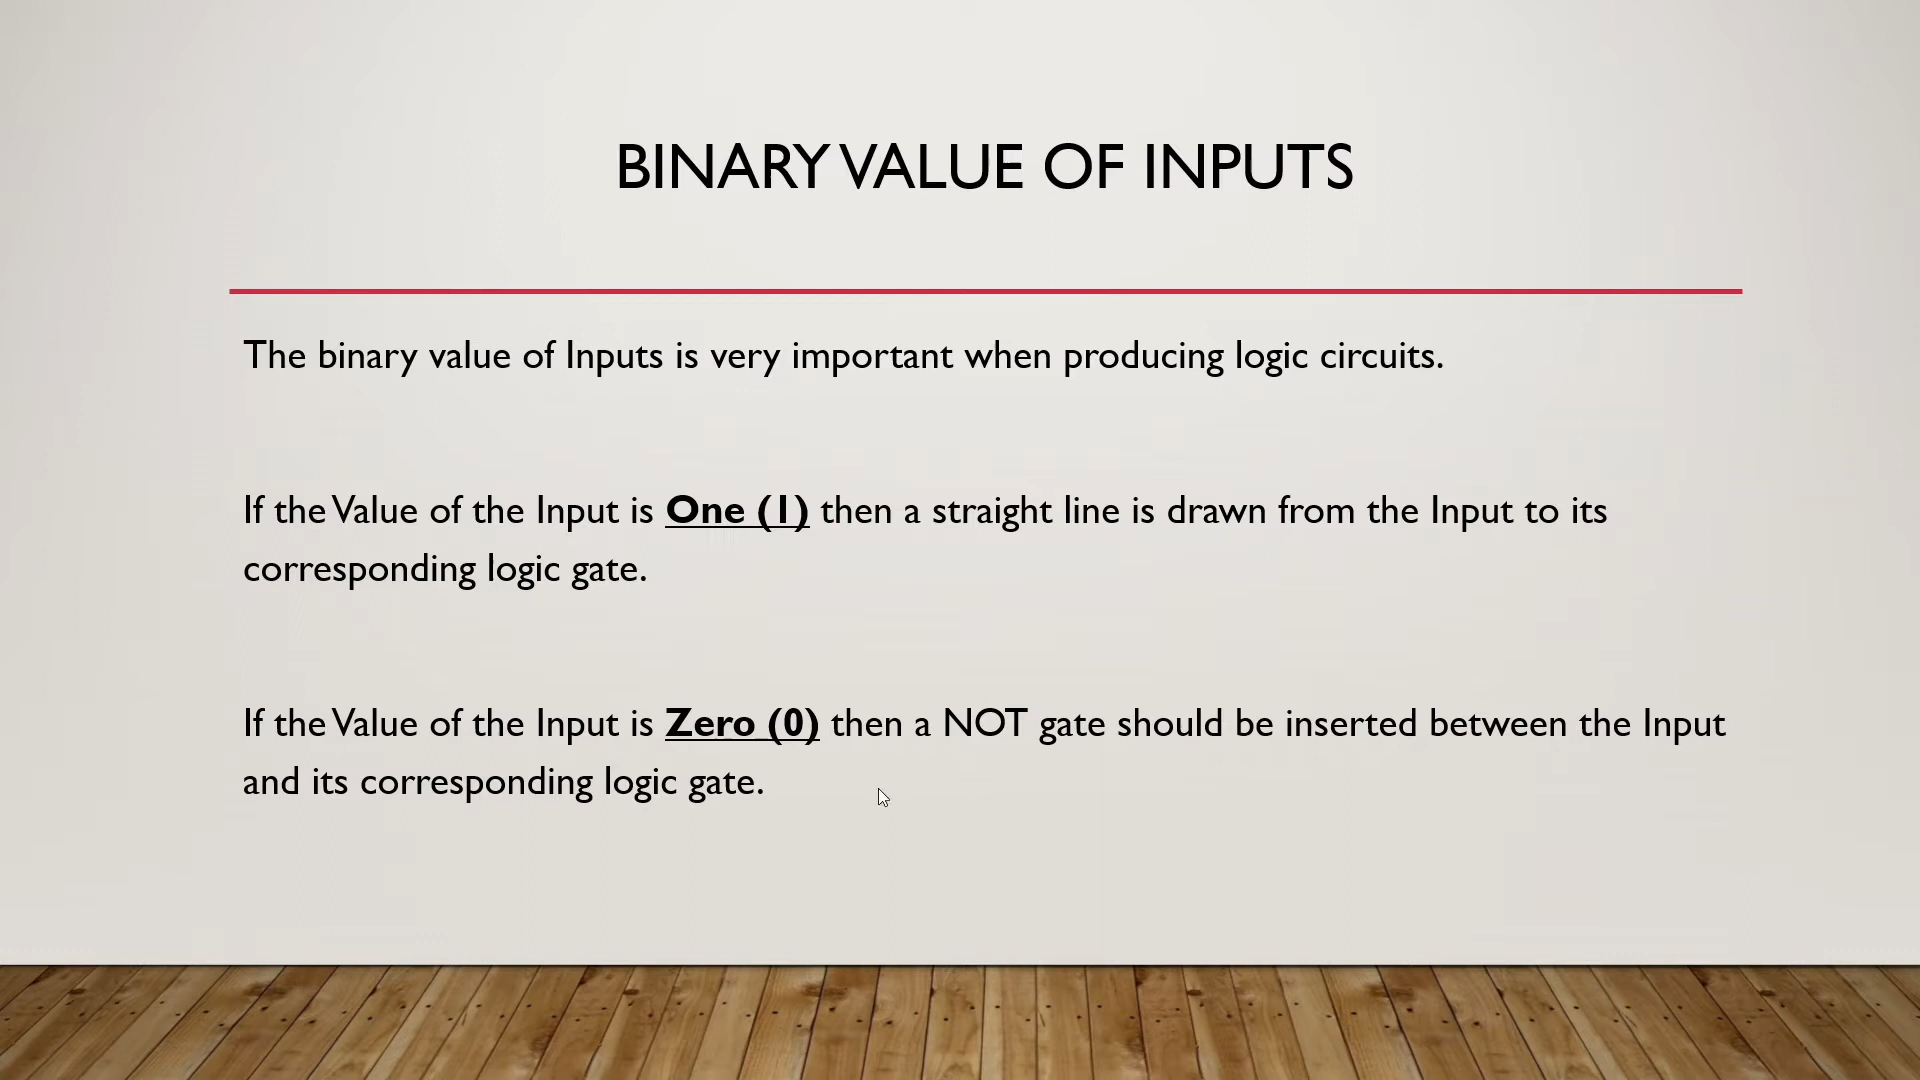 BINARY VALUE OF INPUTS
The binary value of Inputs is very important when producing logic circuits.
If the Value of the Input is One (1) then a straight line is drawn from the Input to its
corresponding logic gate.
If the Value of the Input is Zero (0) then a NOT gate should be inserted between the Input
and its corresponding logic gate.